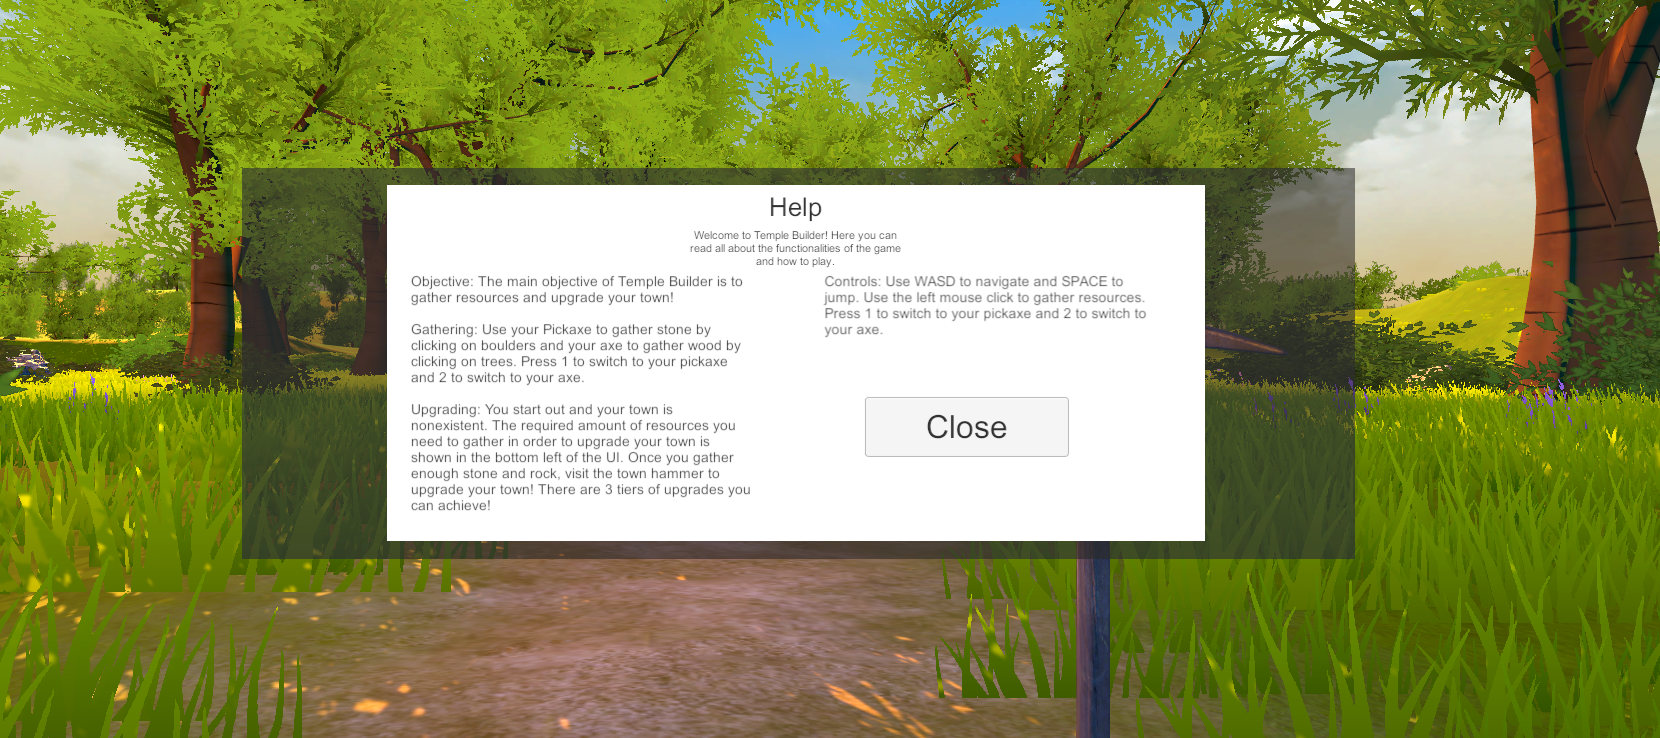 Help
Welcome to Temple Builder! Here you can
read all about the functionalities of the game
and how to play.
Objective: The main objective of Temple Builder is to
gather resources and upgrade your town!
Gathering: Use your Pickaxe to gather stone by
clicking on boulders and your axe to gather wood by
clicking on trees. Press 1 to switch to your pickaxe
and 2 to switch to your axe.
Upgrading: You start out and your town is
nonexistent. The required amount of resources you
need to gather in order to upgrade your town is
shown in the bottom left of the UI. Once you gather
enough stone and rock, visit the town hammer to
upgrade your town! There are 3 tiers of upgrades you
can achieve!
Controls: Use WASD to navigate and SPACE to
jump. Use the left mouse click to gather resources.
Press 1 to switch to your pickaxe and 2 to switch to
your axe.
Close